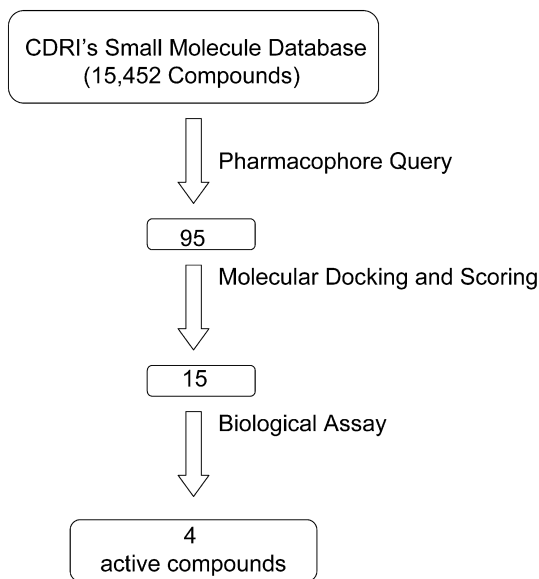 CDRI's Small Molecule Database
(15,452 Compounds)
Pharmacophore Query
95
Molecular Docking and Scoring
15
Biological Assay
4
active compounds